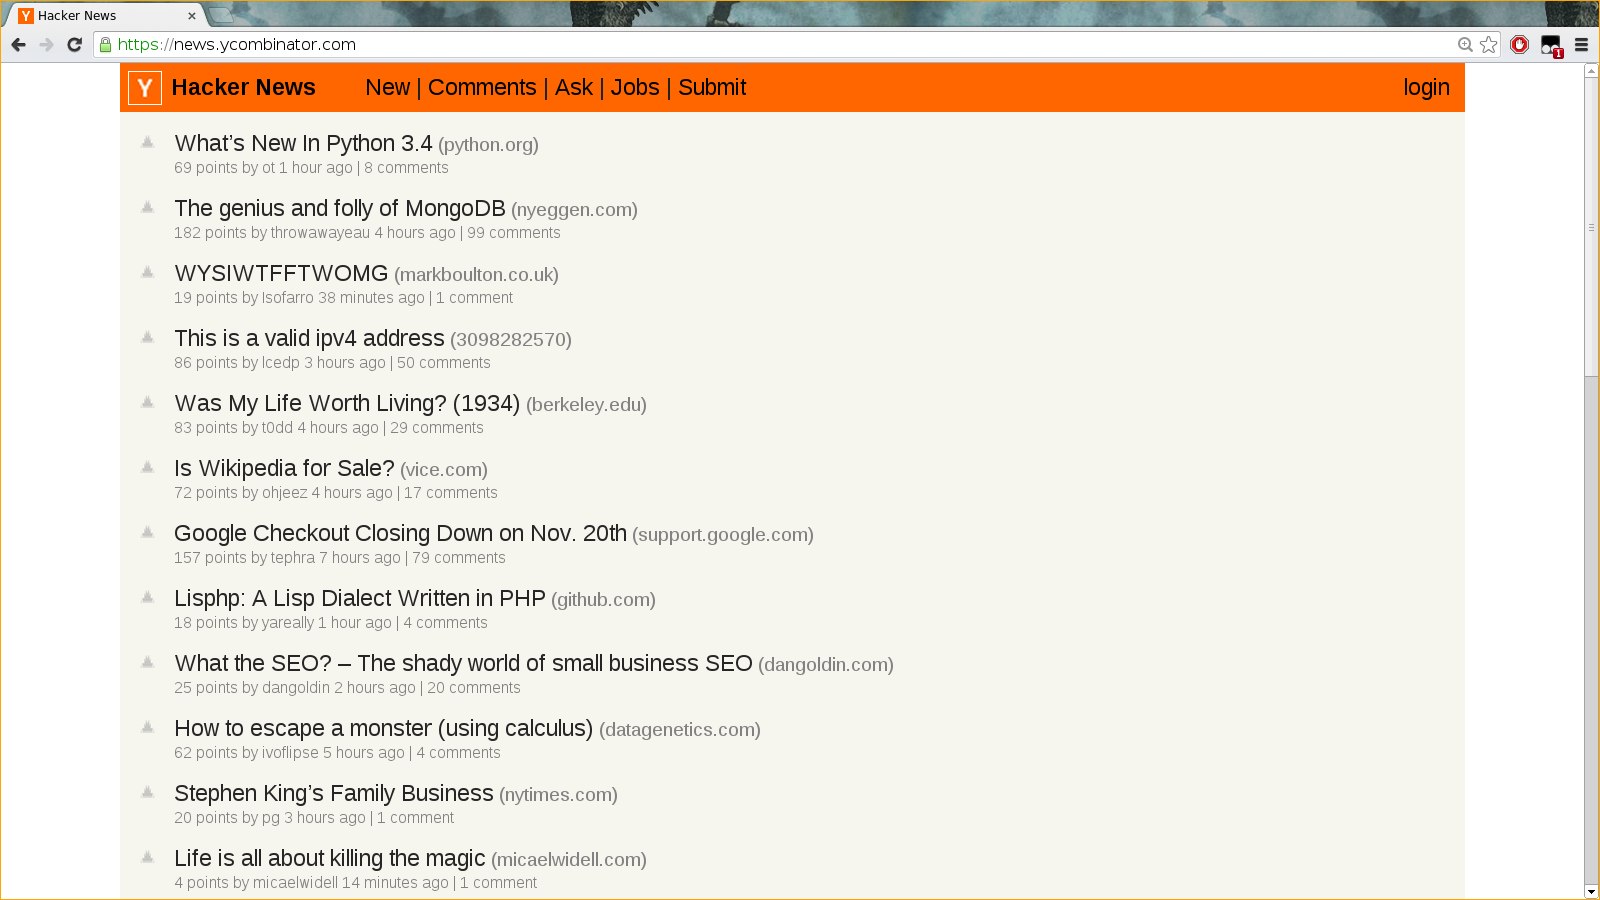 Hacker News
https://news.ycombinator.com
1
Y Hacker News New | Comments | Ask | Jobs | Submit login
What's New In Python 3.4 (python.org)
69 points by ot 1 hour ago | 8 comments
The genius and folly of MongoDB (nyeggen.com)
182 points by throwawayeau 4 hours ago | 99 comments
WYSIWTFFTWOMG (markboulton.co.uk)
19 points by Isofarro 38 minutes ago | 1 comment
This is a valid ipv4 address (3098282570)
86 points by lcedp 3 hours ago | 50 comments
Was My Life Worth Living? (1934) (berkeley.edu)
83 points by t0dd 4 hours ago | 29 comments
Is Wikipedia for Sale? (vice.com)
72 points by ohjeez 4 hours ago | 17 comments
Google Checkout Closing Down on Nov. 20th (support.google.com)
157 points by tephra 7 hours ago | 79 comments
Lisphp: A Lisp Dialect Written in PHP (github.com)
18 points by yareally 1 hour ago | 4 comments
What the SEO? – The shady world of small business SEO (dangoldin.com)
25 points by dangoldin 2 hours ago | 20 comments
How to escape a monster (using calculus) (datagenetics.com)
62 points by ivoflipse 5 hours ago | 4 comments
Stephen King's Family Business (nytimes.com)
20 points by pg 3 hours ago | 1 comment
Life is all about killing the magic (micaelwidell.com)
4 points by micaelwidell 14 minutes ago | 1 comment